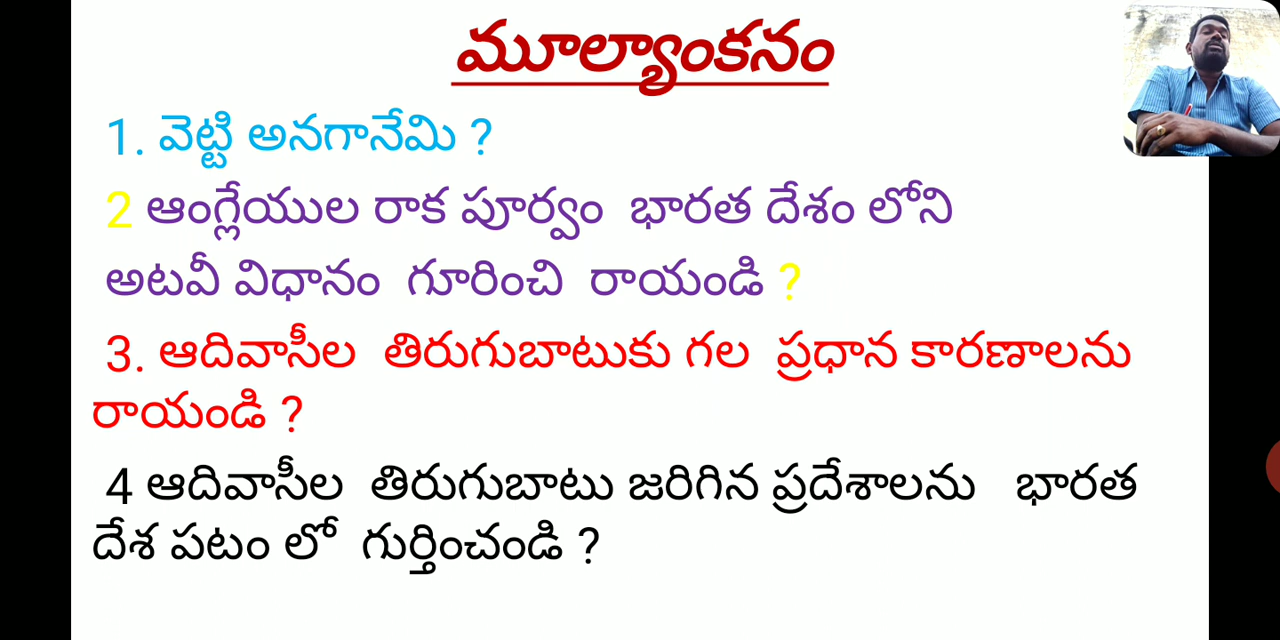 మూల్యాంకనం
1. వెట్టి అనగానేమి ?
2 ఆంగ్లేయుల రాక పూర్వం భారత దేశం లోని
అటవీ విధానం గూరించి రాయండి ?
3. ఆదివాసీల తిరుగుబాటుకు గల ప్రధాన కారణాలను
రాయండి ?
4 ఆదివాసీల తిరుగుబాటు జరిగిన ప్రదేశాలను భారత
దేశ పటం లో గుర్తించండి ?